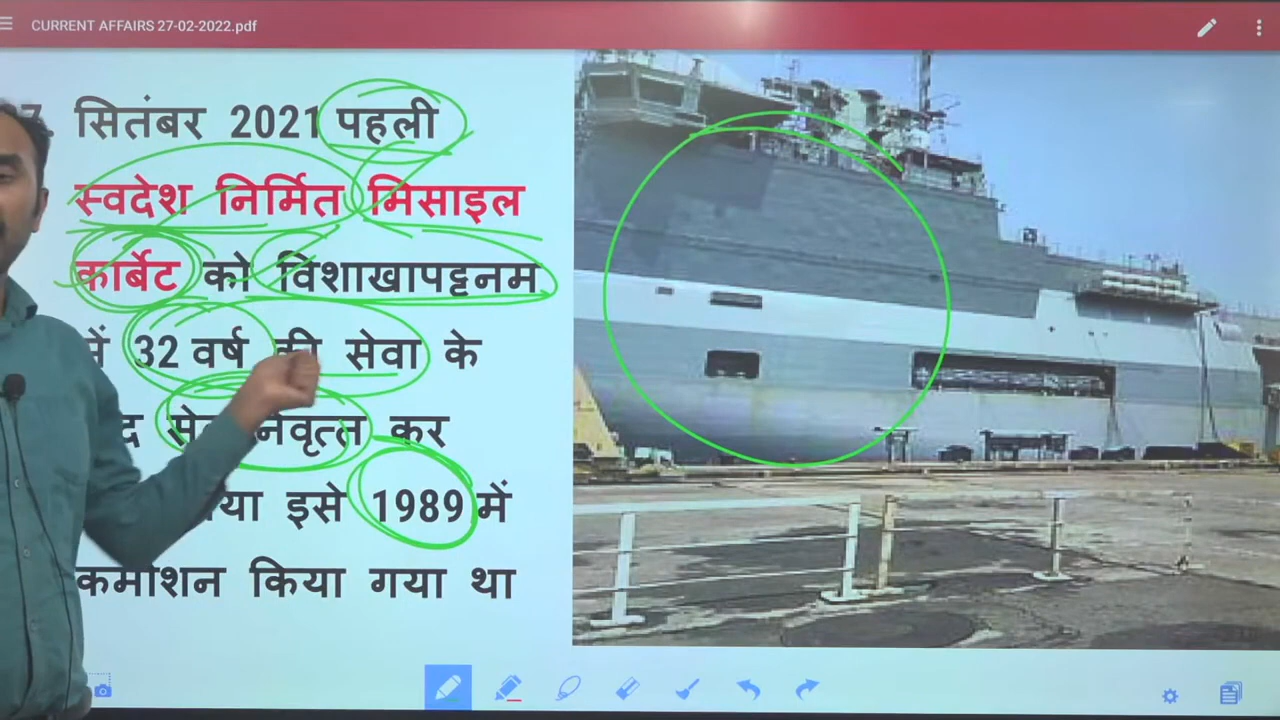 CURRENT AFFAIRS 27-02-2022.pdf
7. सितंबर 2021 पहली
स्वदेश निर्मित मिसाइल
कार्बेट को विशाखापट्टनम
में 32 वर्ष की सेवा के
कर
इसे 1989 में
कमीशन किया गया था